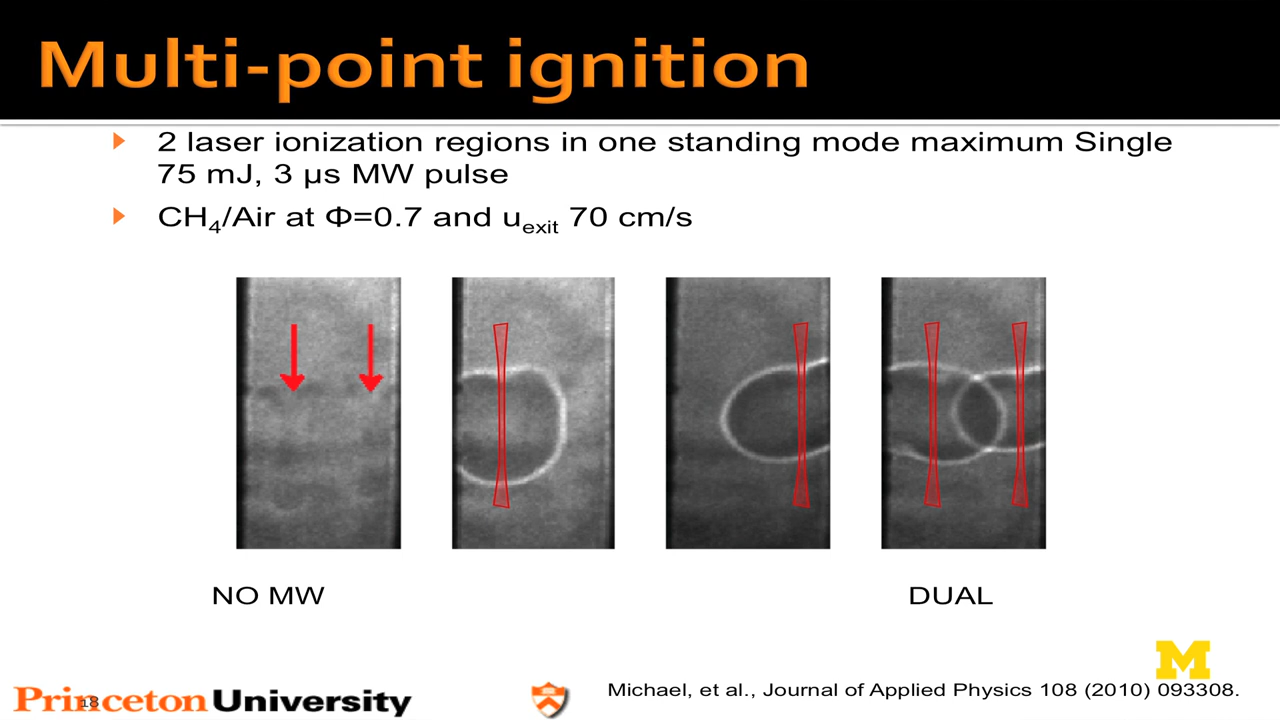 Multi-point ignition
2 laser ionization regions in one standing mode maximum Single
75 mJ, 3 µs MW pulse
CH4/Air at Φ=0.7 and uexit 70 cm/s
NO MW
DUAL
M
Michael, et al., Journal of Applied Physics 108 (2010) 093308.
Princeton University
18